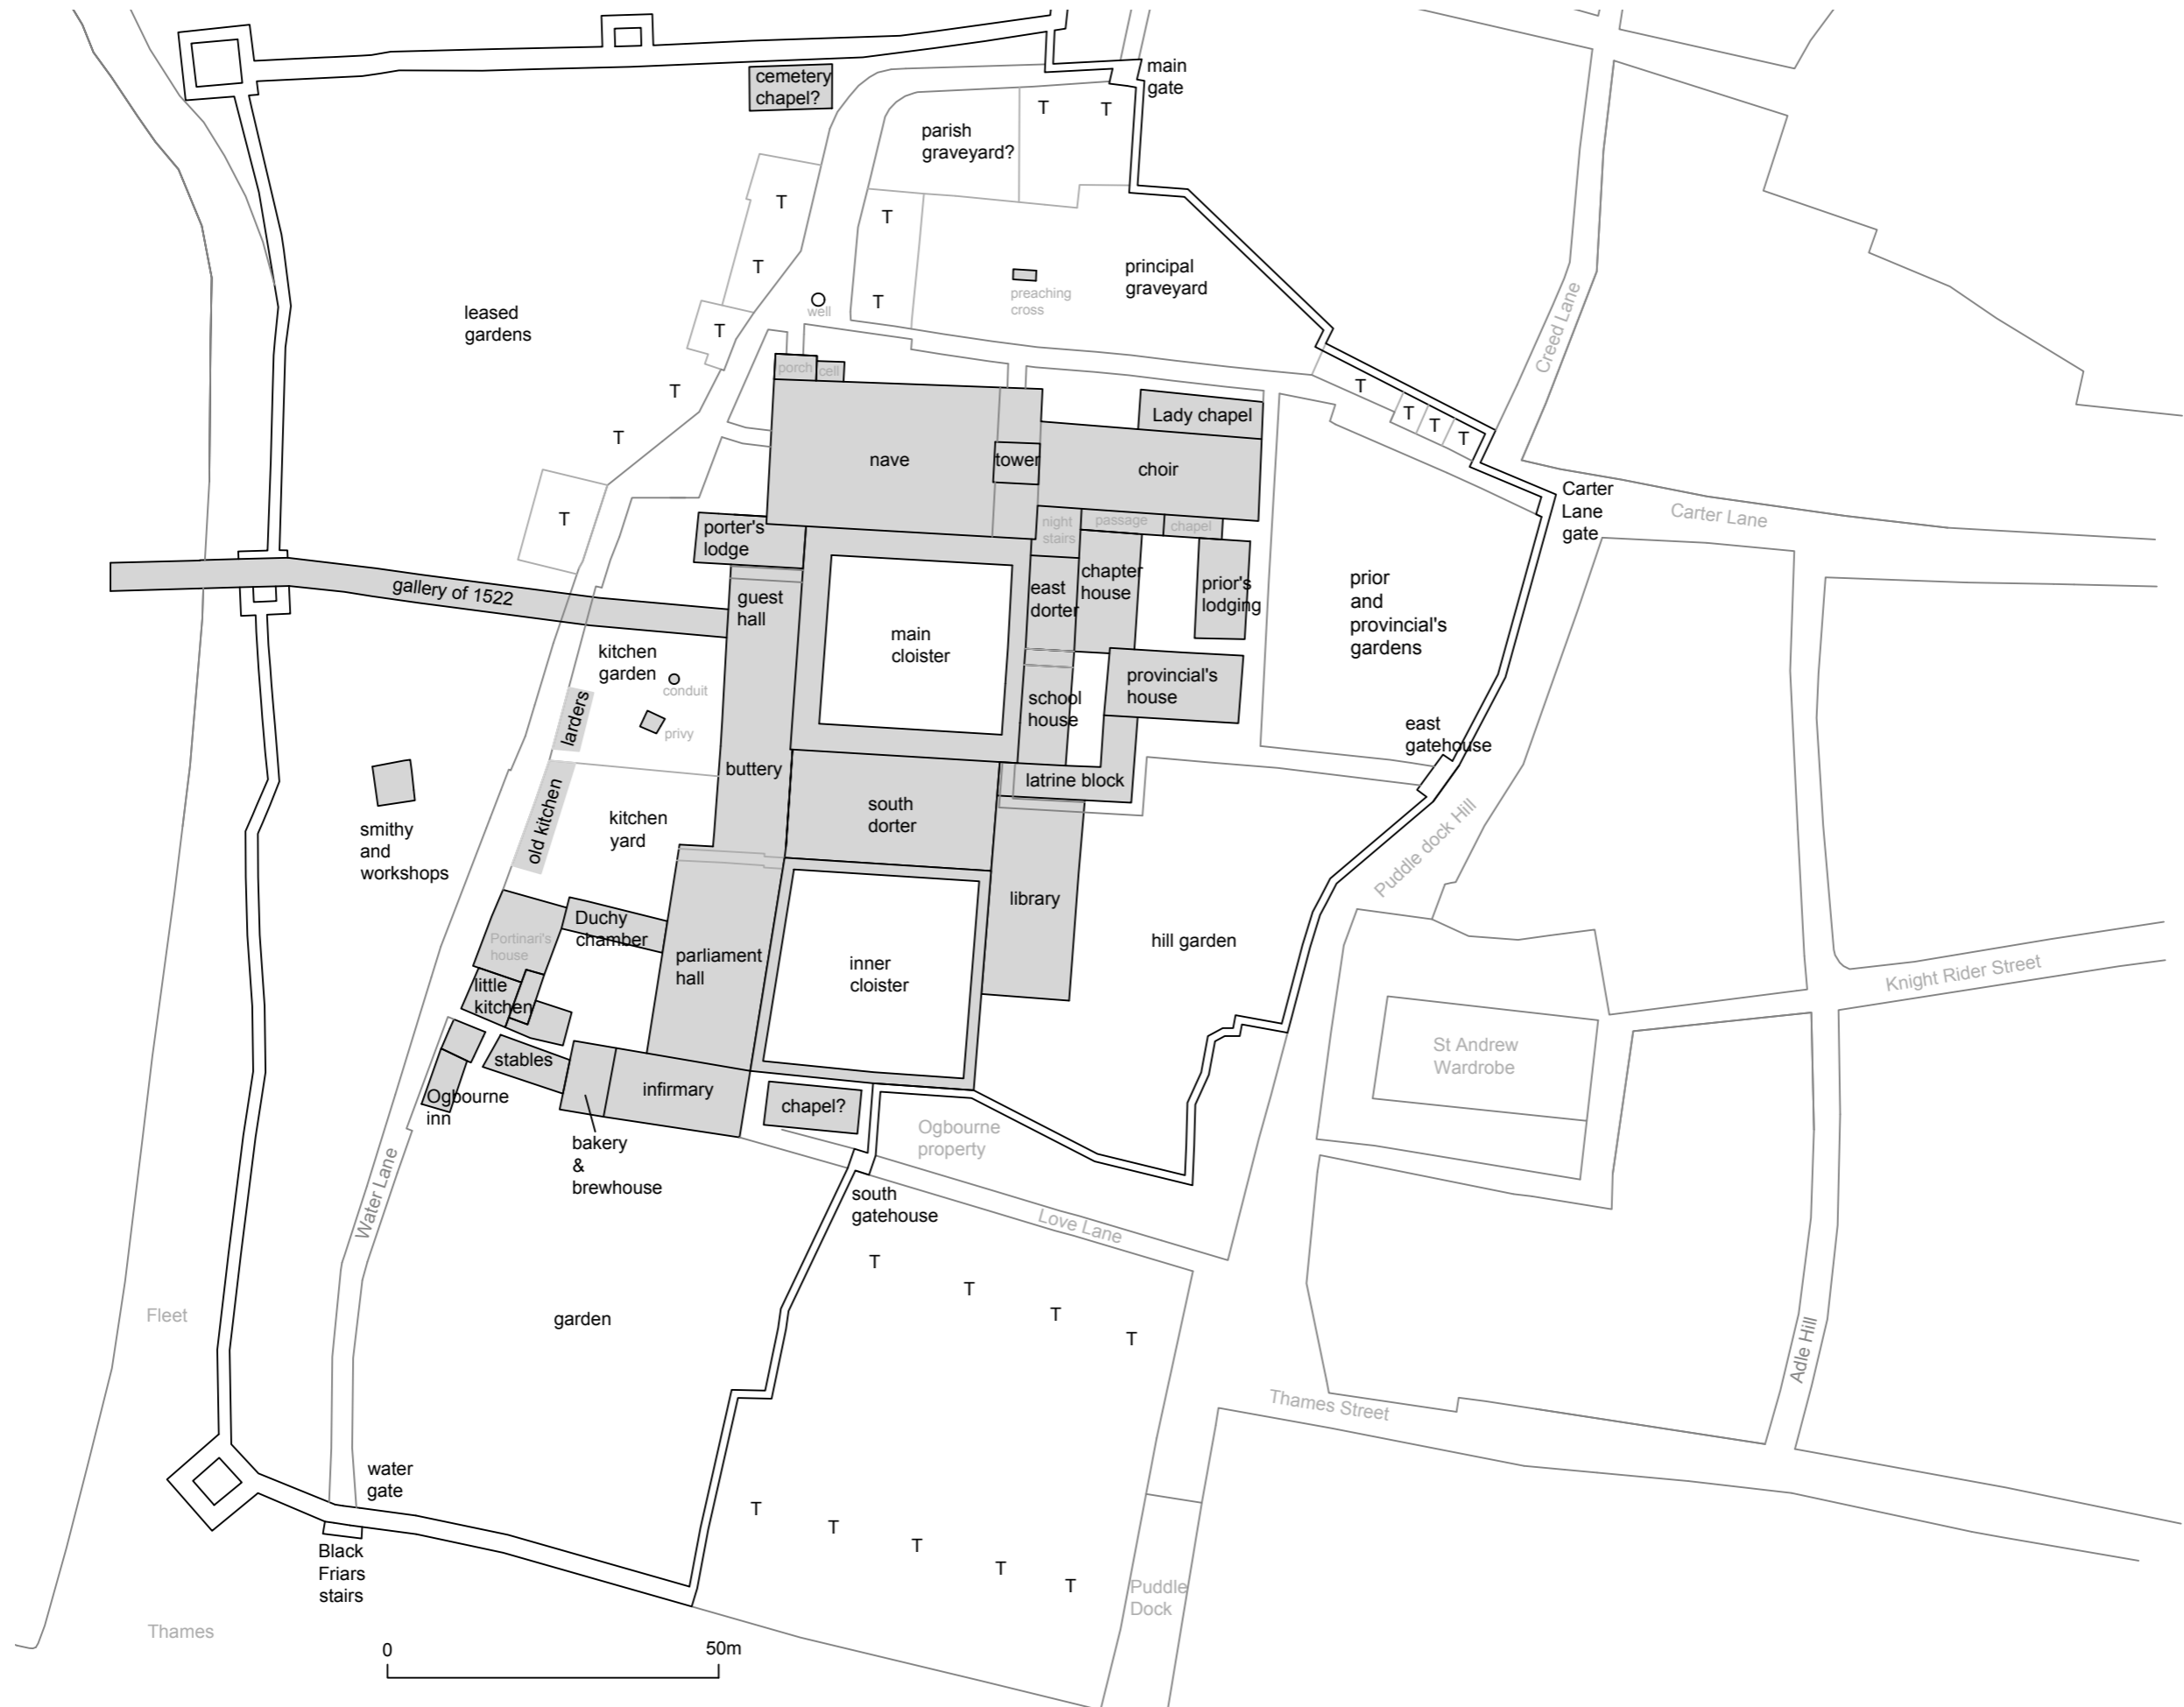 main
gate
cemetery
chapel?
T
T
parish
graveyard?
T
T
principal
graveyard
T
preaching
cross
T
well
leased
gardens
T
Creed Lane
porch
cell
T
T
T
T
T
T
Lady chapel
nave
tower
choir
Carter
Lane
gate
Carter Lane
T
porter's
lodge
night
stairs
passage
chapel
gallery of 1522
guest
hall
east
dorter
chapter
house
prior's
lodging
prior
and
provincial's
gardens
main
cloister
kitchen
garden
conduit
larders
privy
school
house
provincial's
house
east
gatehouse
buttery
latrine block
old kitchen
kitchen
yard
south
dorter
smithy
and
workshops
Puddle dock Hill
library
Duchy
chamber
Portinari's
house
parliament
hall
inner
cloister
hill garden
Knight Rider Street
little
kitchen
stables
St Andrew
Wardrobe
Ogbourne
inn
infirmary
chapel?
bakery
&
brewhouse
Ogbourne
property
Water Lane
south
gatehouse
Love Lane
T
T
T
T
Fleet
garden
Adle Hill
Thames Street
water
gate
T
T
T
T
T
Black
Friars
stairs
Puddle
Dock
Thames
0
50m